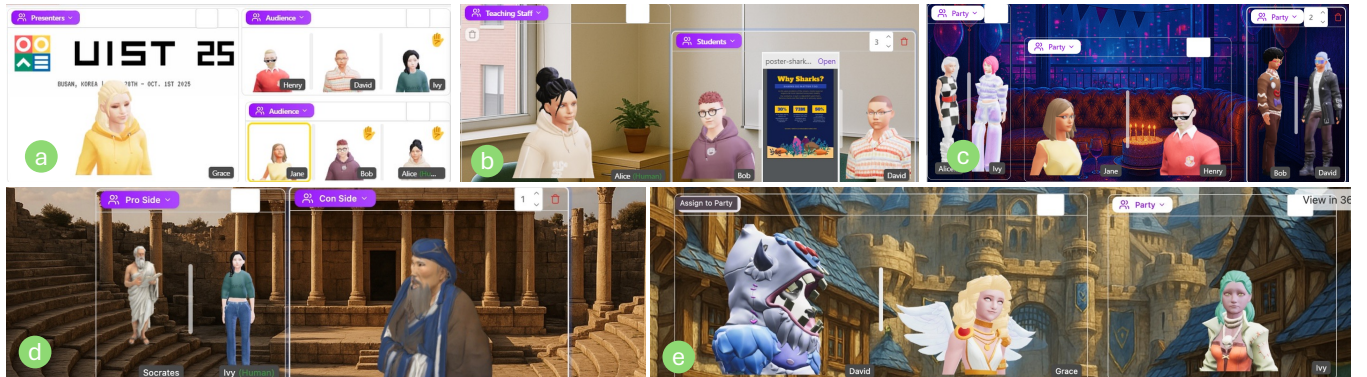 Presenters
UIST 25
BUSAN, KOREA
TH - OCT. 1ST 2025
Grace
a
Audience
Henry
David
Ivy
Audience
Jane
Bob
Alice (Hu...
Teaching Staff
Students
3
poster-shark... Open
Why Sharks?
Alice (Human)
Bob
David
b
Party
Party
Party
2
Alice
Ivy
Jane
Henry
Bob
David
c
Pro Side
Con Side
1
Socrates
Ivy (Human)
d
Assign to Party
Party
View in 36
David
Grace
Ivy
e